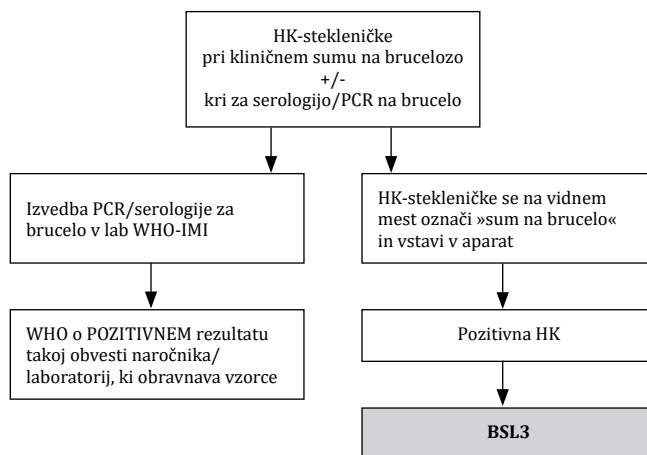 HK-stekleničke
pri kliničnem sumu na brucelozo
+/-
kri za serologijo/PCR na brucelo
Izvedba PCR/serologije za
brucelo v lab WHO-IMI
HK-stekleničke se na vidnem
mest označi »sum na brucelo«
in vstavi v aparat
WHO o POZITIVNEM rezultatu
takoj obvesti naročnika/
laboratorij, ki obravnava vzorce
Pozitivna HK
BSL3